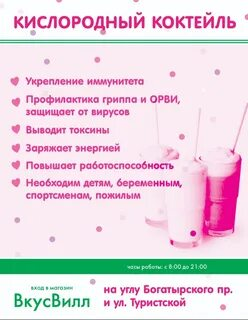 КИСЛОРОДНЫЙ КОКТЕЙЛЬ
Укрепление иммунитета
Профилактика гриппа и ОРВИ,
защищает от вирусов
Выводит токсины
Заряжает энергией
Повышает работоспособность
Необходим детям, беременным,
спортсменам, пожилым
часы работы: с 8:00 до 21:00
вход в магазин
ВкусВилл
на углу Богатырского пр.
и ул. Туристской